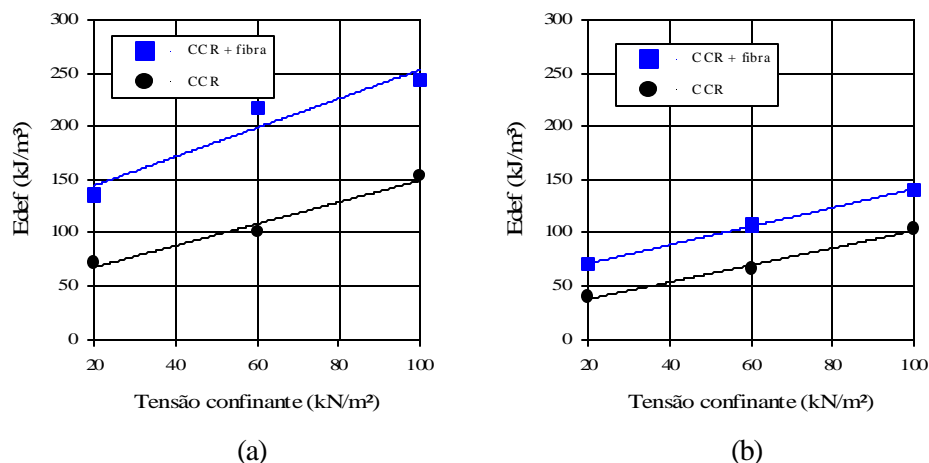 300
250
200
150
100
50
0
Edef (kJ/m³)
· CCR + fibra
· CCR
20 40 60 80 100
Tensão confinante (kN/m²)
(a)
300
250
200
150
100
50
0
Edef (kJ/m³)
· CCR + fibra
· CCR
20 40 60 80 100
Tensão confinante (kN/m²)
(b)